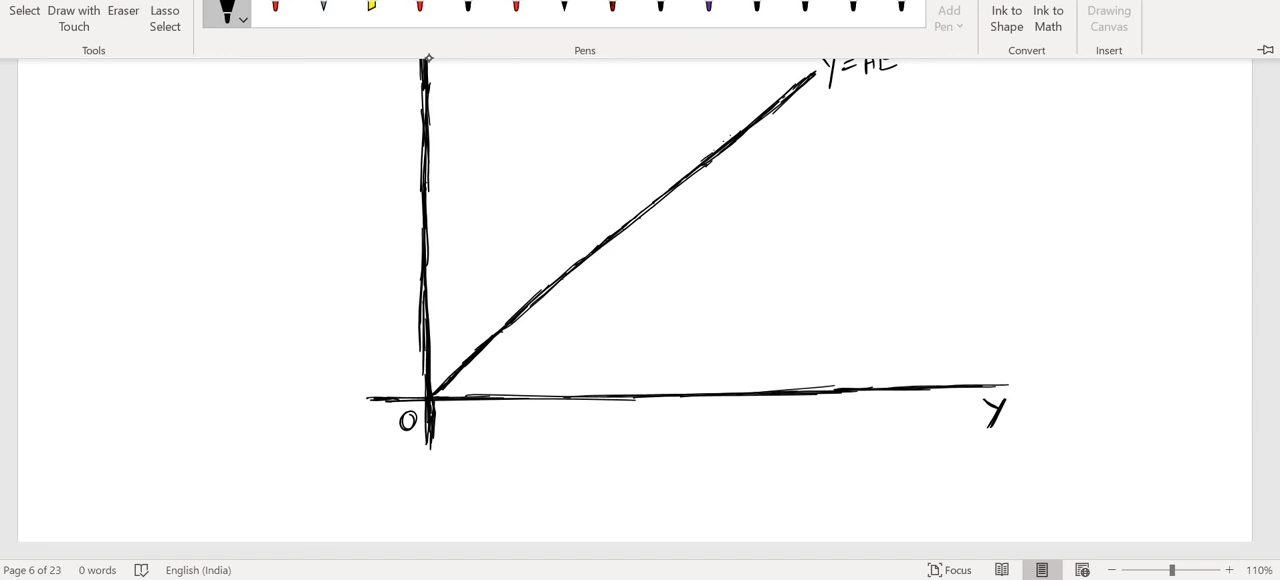 Select
Draw with Touch
Eraser
Lasso Select
Add Pen
Ink to Shape
Ink to Math
Drawing Canvas
Tools
Pens
Convert
Insert
Y = AE
O
Y
Page 6 of 23
0 words
English (India)
Focus
110%